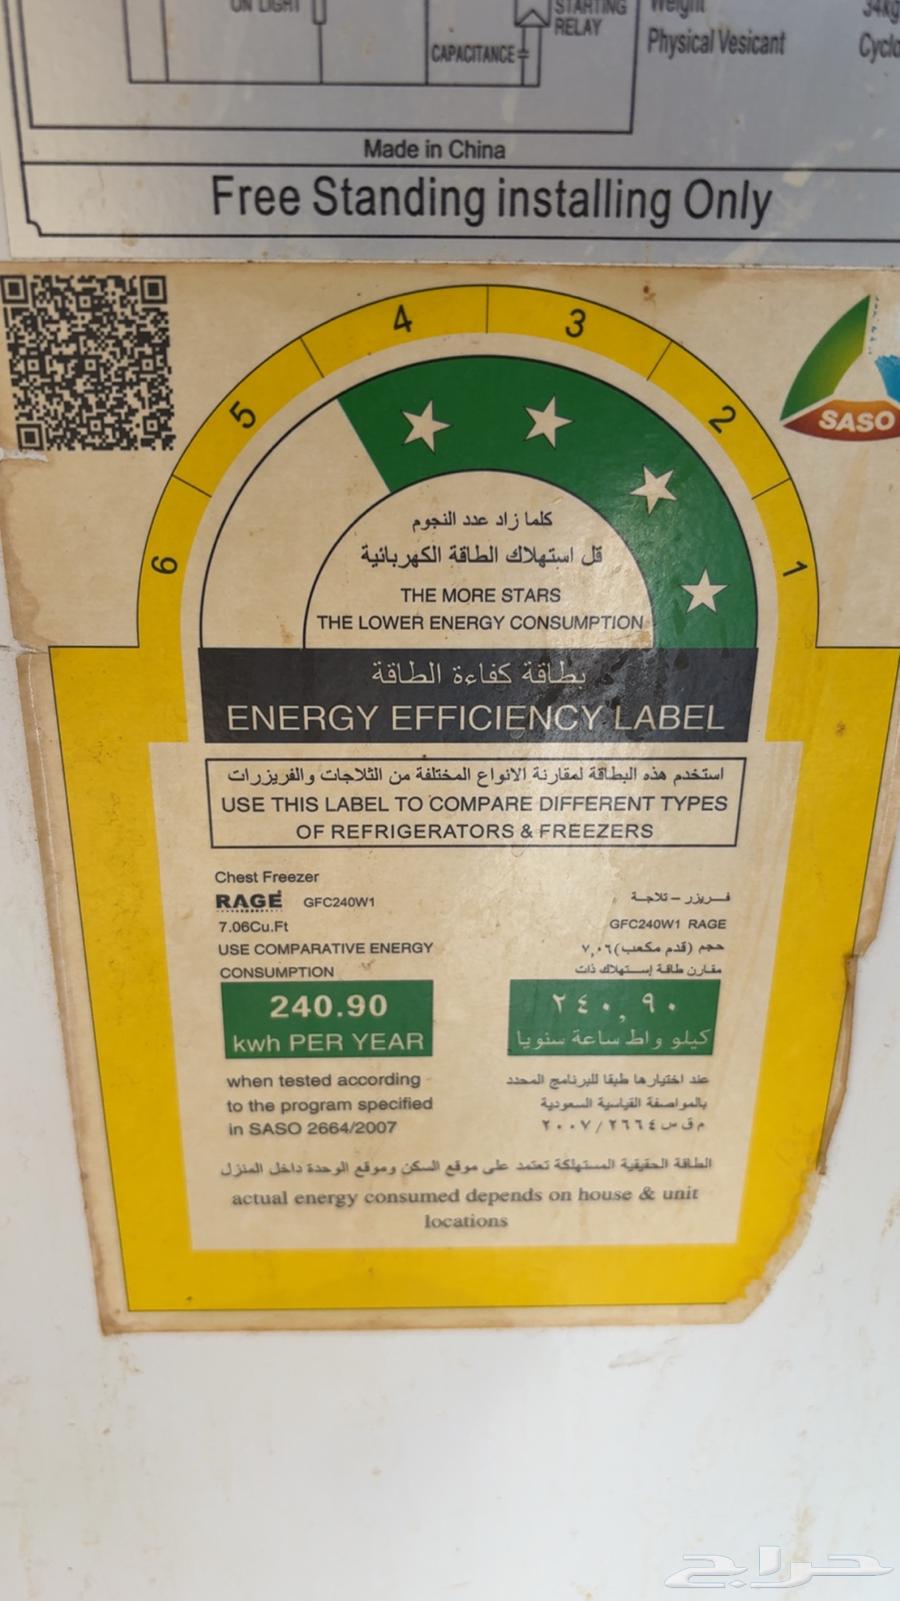 ON LIGHT
STARTING
RELAY
CAPACITANCE
Weight
34kg
Physical Vesicant
Made in China
Free Standing installing Only
4
3
5
2
6
1
SASO
كلما زاد عدد النجوم
قل استهلاك الطاقة الكهربائية
THE MORE STARS
THE LOWER ENERGY CONSUMPTION
بطاقة كفاءة الطاقة
ENERGY EFFICIENCY LABEL
استخدم هذه البطاقة لمقارنة الانواع المختلفة من الثلاجات والفريزرات
USE THIS LABEL TO COMPARE DIFFERENT TYPES
OF REFRIGERATORS & FREEZERS
Chest Freezer
RAGE GFC240W1
7.06Cu.Ft
USE COMPARATIVE ENERGY
CONSUMPTION
240.90
kwh PER YEAR
when tested according
to the program specified
in SASO 2664/2007
فريزر – ثلاجة
GFC240W1 RAGE
حجم (قدم مكعب) ٧,٠٦
مقارن طاقة إستهلاك ذات
٢٤٠,٩٠
كيلو واط ساعة سنويا
عند اختيارها طبقا للبرنامج المحدد
بالمواصفة القياسية السعودية
م ق س ٢٦٦٤ / ٢٠٠٧
الطاقة الحقيقية المستهلكة تعتمد على موقع السكن وموقع الوحدة داخل المنزل
actual energy consumed depends on house & unit
locations
حراج